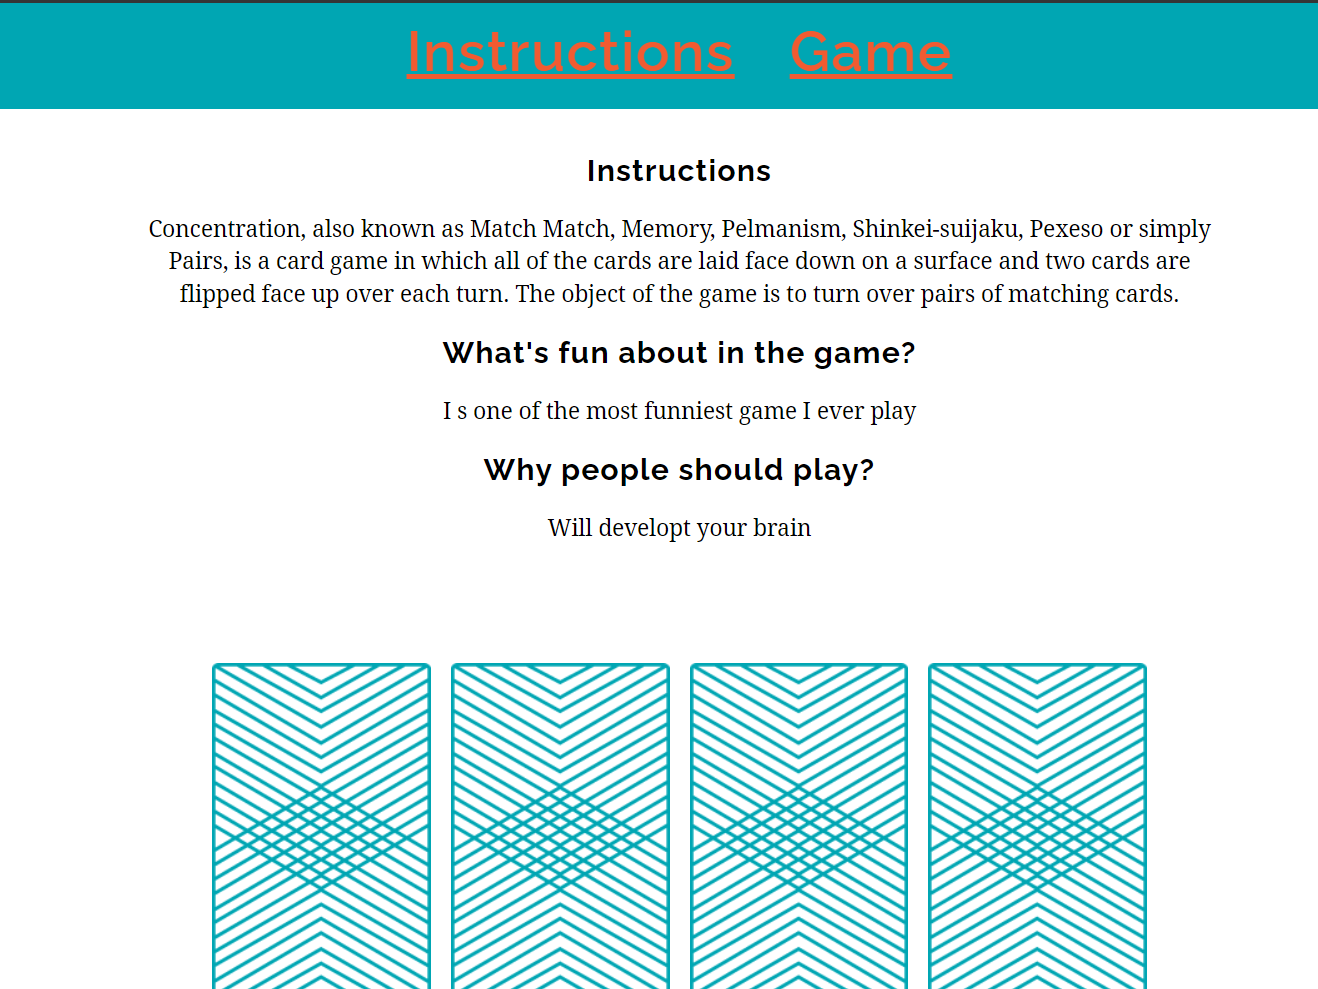 Instructions Game
Instructions
Concentration, also known as Match Match, Memory, Pelmanism, Shinkei-suijaku, Pexeso or simply
Pairs, is a card game in which all of the cards are laid face down on a surface and two cards are
flipped face up over each turn. The object of the game is to turn over pairs of matching cards.
What's fun about in the game?
I s one of the most funniest game I ever play
Why people should play?
Will developt your brain